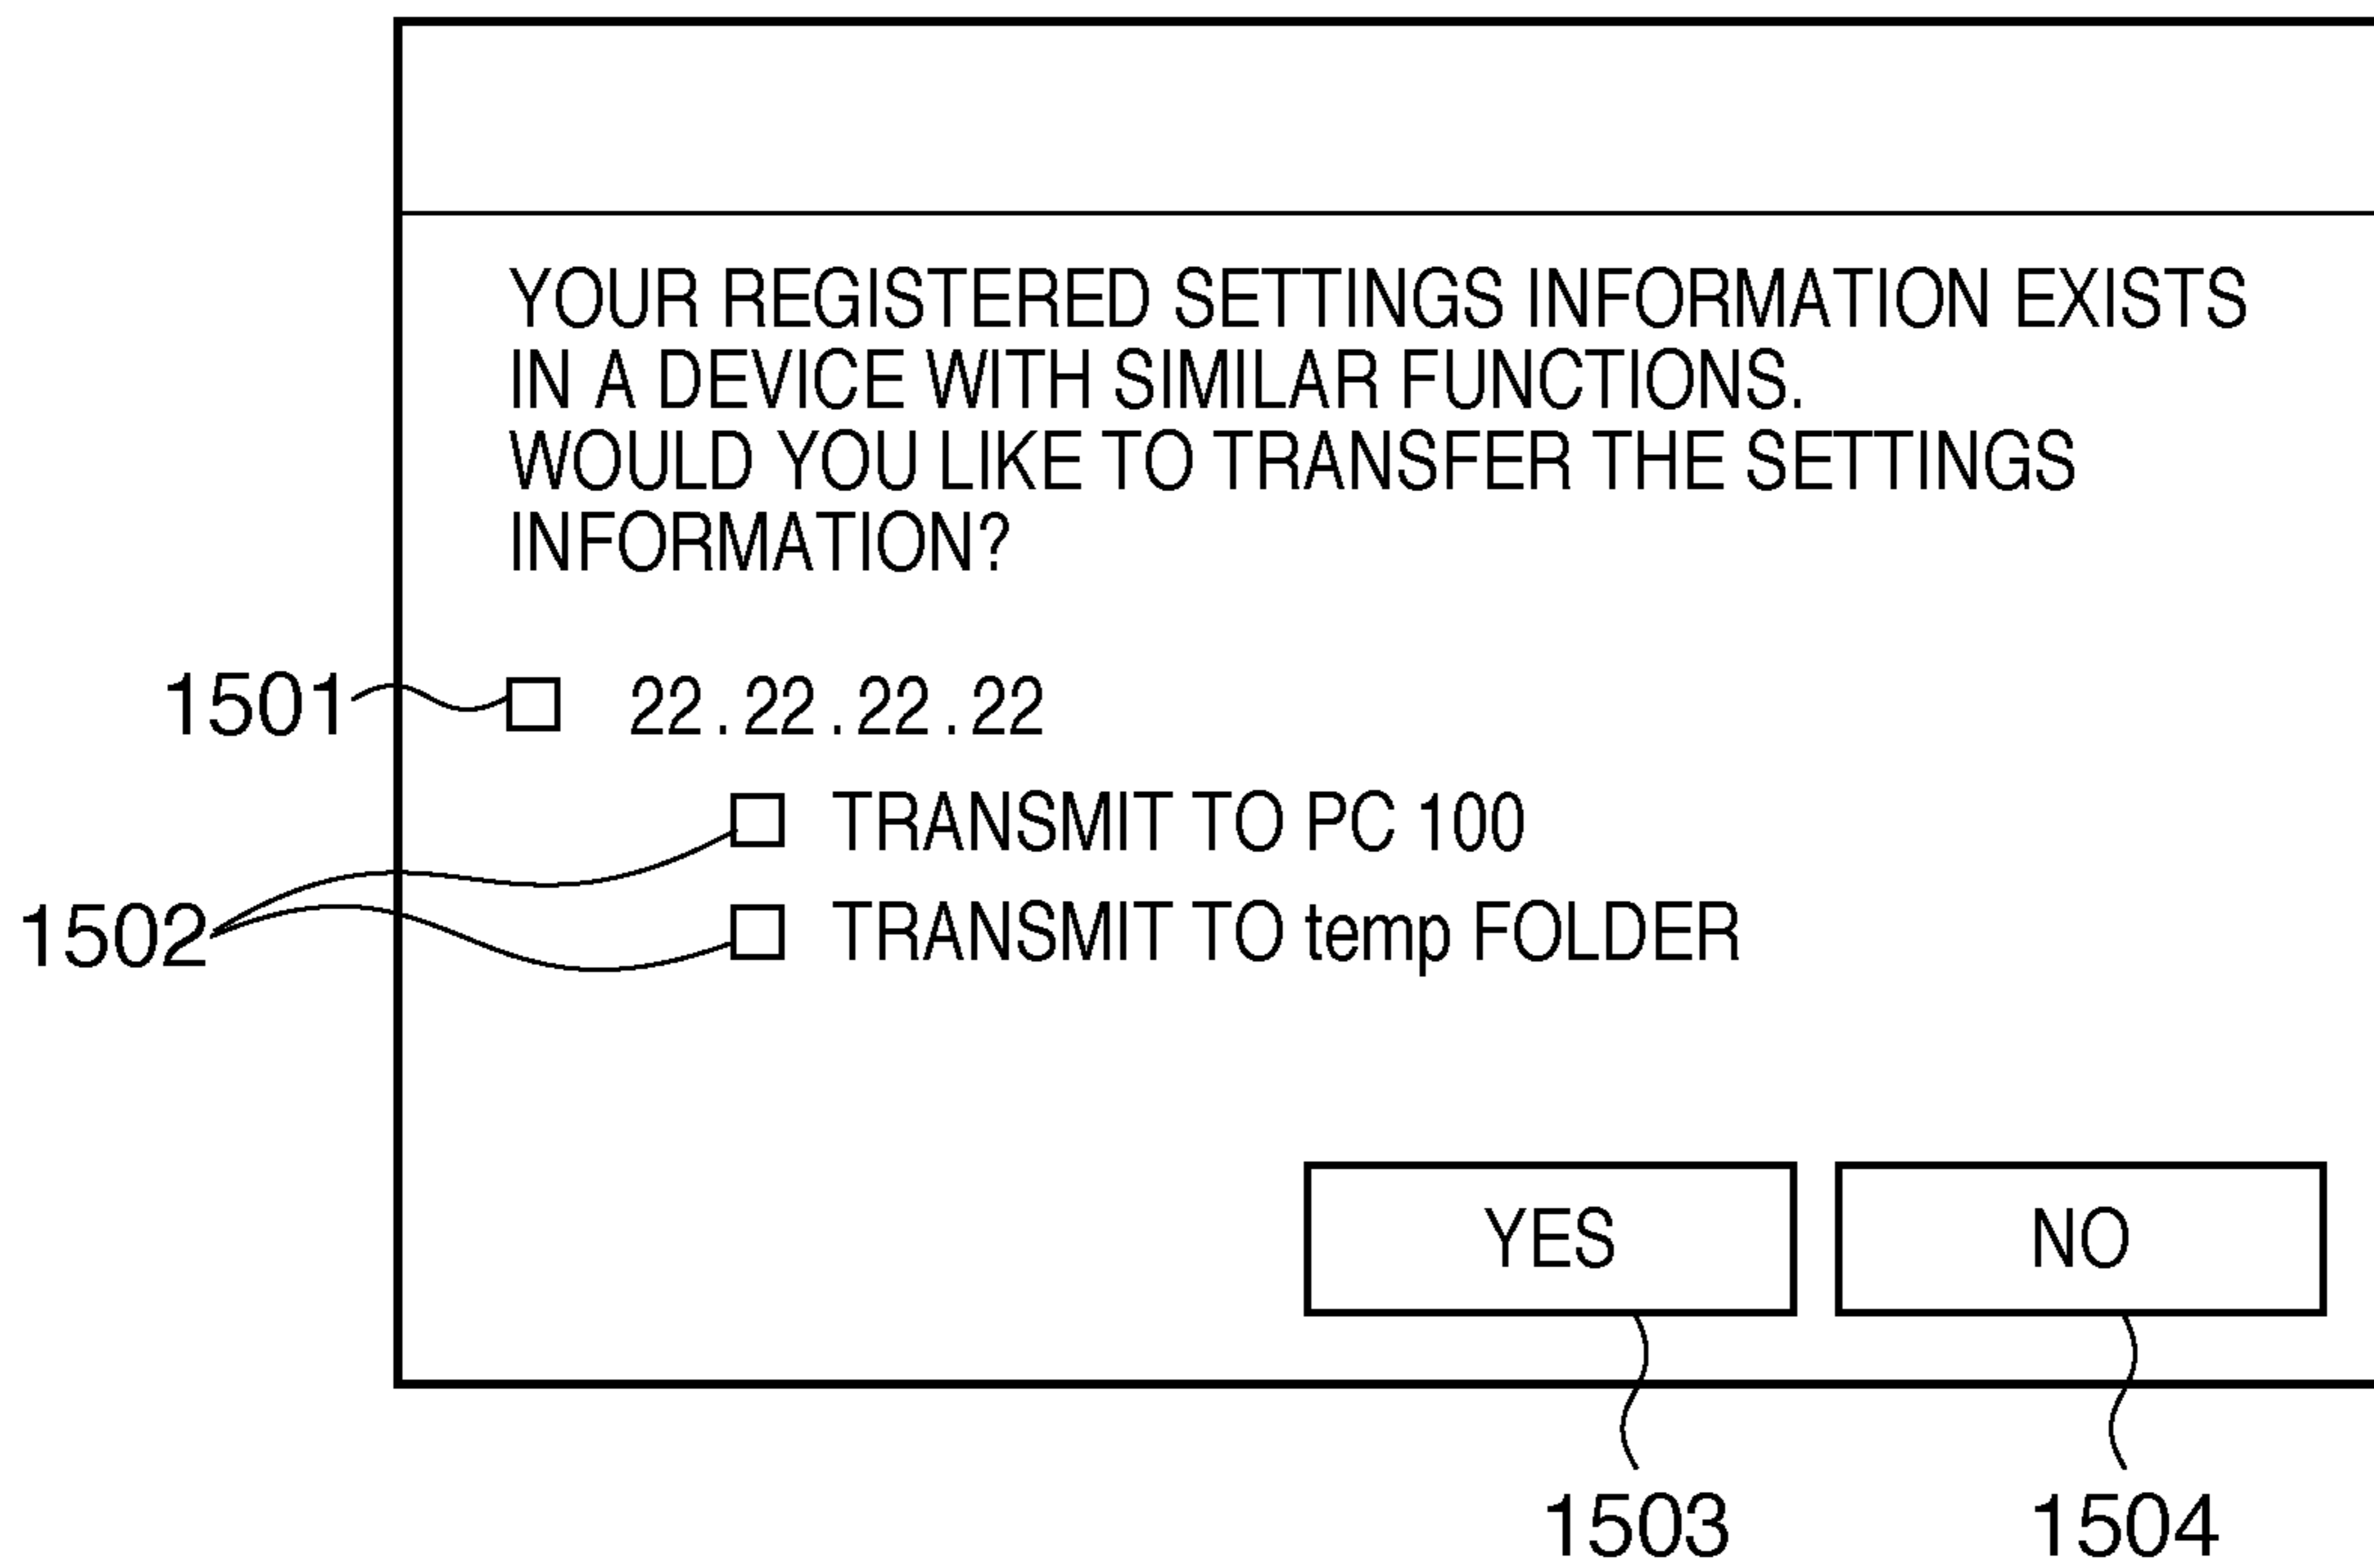 YOUR REGISTERED SETTINGS INFORMATION EXISTS
IN A DEVICE WITH SIMILAR FUNCTIONS.
WOULD YOU LIKE TO TRANSFER THE SETTINGS
INFORMATION?
1501
22.22.22.22
TRANSMIT TO PC 100
1502
TRANSMIT TO temp FOLDER
YES
NO
1503
1504